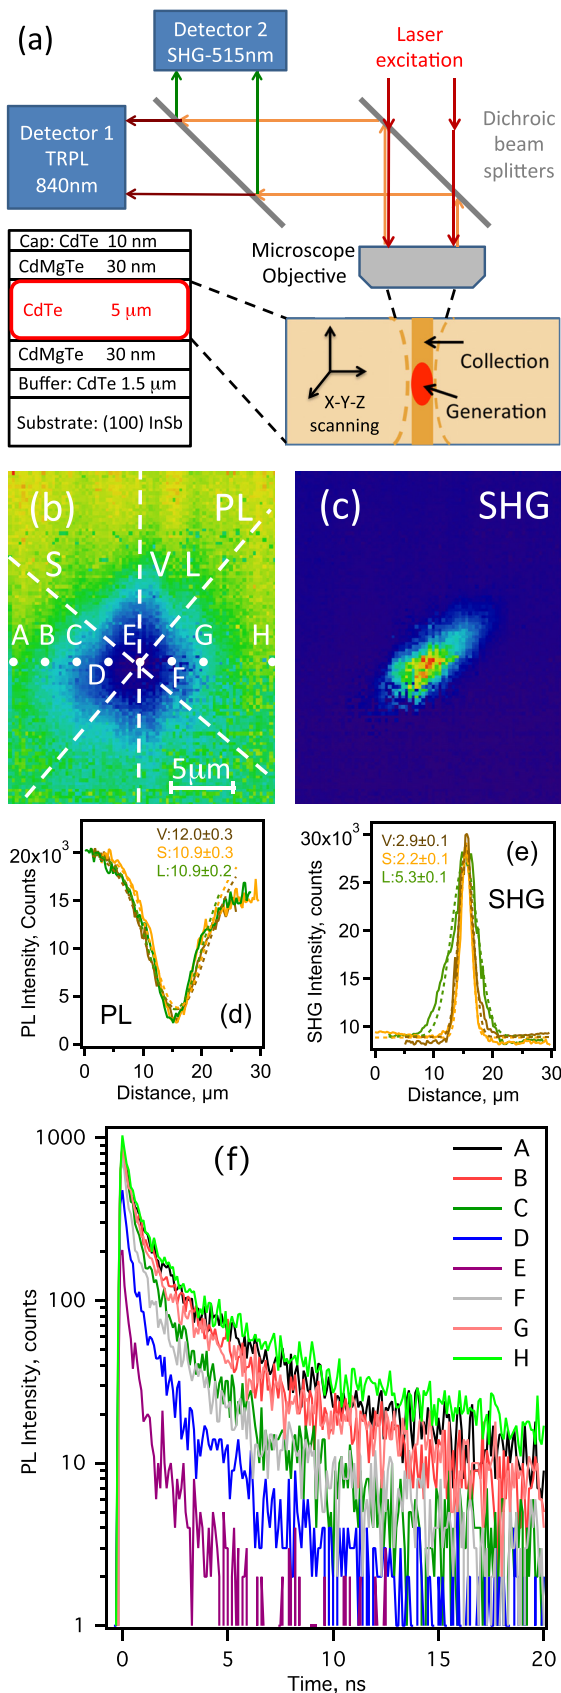 (a)
Detector 2
SHG-515nm
Laser
excitation
Detector 1
TRPL
840nm
Dichroic
beam
splitters
Microscope
Objective
Cap: CdTe 10 nm
CdMgTe 30 nm
CdTe 5 μm
CdMgTe 30 nm
Buffer: CdTe 1.5 μm
Substrate: (100) InSb
X-Y-Z
scanning
Collection
Generation
(b)
PL
S V L
A B C D E F G H
5μm
(c)
SHG
20x10³
15
10
5
0
PL Intensity, Counts
V:12.0±0.3
S:10.9±0.3
L:10.9±0.2
PL
(d)
0 10 20 30
Distance, μm
30x10³
25
20
15
10
SHG Intensity, counts
V:2.9±0.1
S:2.2±0.1
L:5.3±0.1
(e)
SHG
0 10 20 30
Distance, μm
(f)
1000
100
10
1
PL Intensity, counts
A
B
C
D
E
F
G
H
0 5 10 15 20
Time, ns